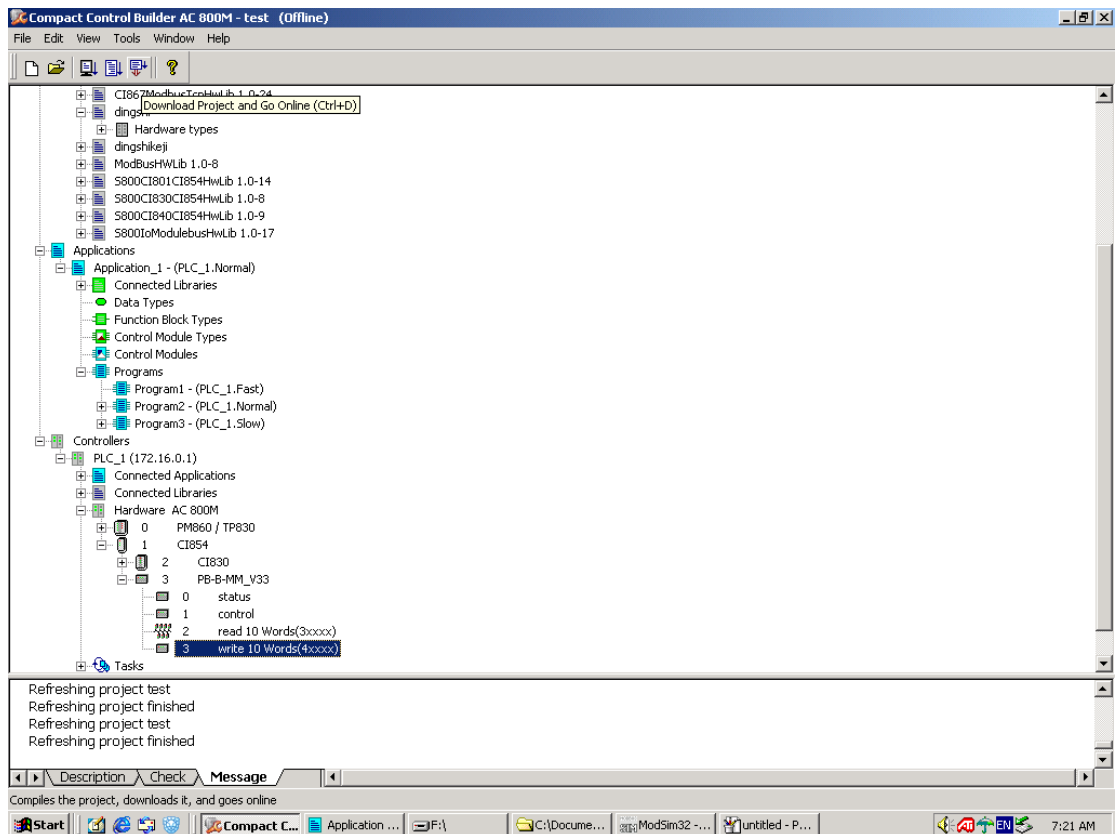 Compact Control Builder AC 800M - test (Offline)
File Edit View Tools Window Help
CI867ModbusTcpHwLib 1.0-24
Download Project and Go Online (Ctrl+D)
Hardware types
dingshikeji
ModBusHWLib 1.0-8
S800CI801CI854HwLib 1.0-14
S800CI830CI854HwLib 1.0-8
S800CI840CI854HwLib 1.0-9
S800IoModulebusHwLib 1.0-17
Applications
Application_1 - (PLC_1.Normal)
Connected Libraries
Data Types
Function Block Types
Control Module Types
Control Modules
Programs
Program1 - (PLC_1.Fast)
Program2 - (PLC_1.Normal)
Program3 - (PLC_1.Slow)
Controllers
PLC_1 (172.16.0.1)
Connected Applications
Connected Libraries
Hardware AC 800M
0 PM860 / TP830
1 CI854
2 CI830
3 PB-B-MM_V33
0 status
1 control
2 read 10 Words(3xxxx)
3 write 10 Words(4xxxx)
Tasks
Refreshing project test
Refreshing project finished
Refreshing project test
Refreshing project finished
Description Check Message
Compiles the project, downloads it, and goes online
Start Compact C... Application ... F:\ C:\Docume... ModSim32 -... untitled - P... EN 7:21 AM